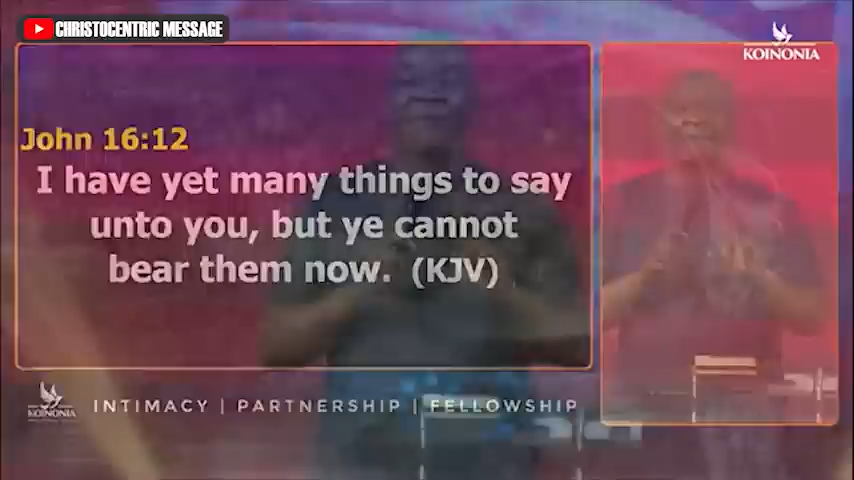 CHRISTOCENTRIC MESSAGE
KOINONIA
John 16:12
I have yet many things to say
unto you, but ye cannot
bear them now. (KJV)
KOINONIA
INTIMACY | PARTNERSHIP | FELLOWSHIP